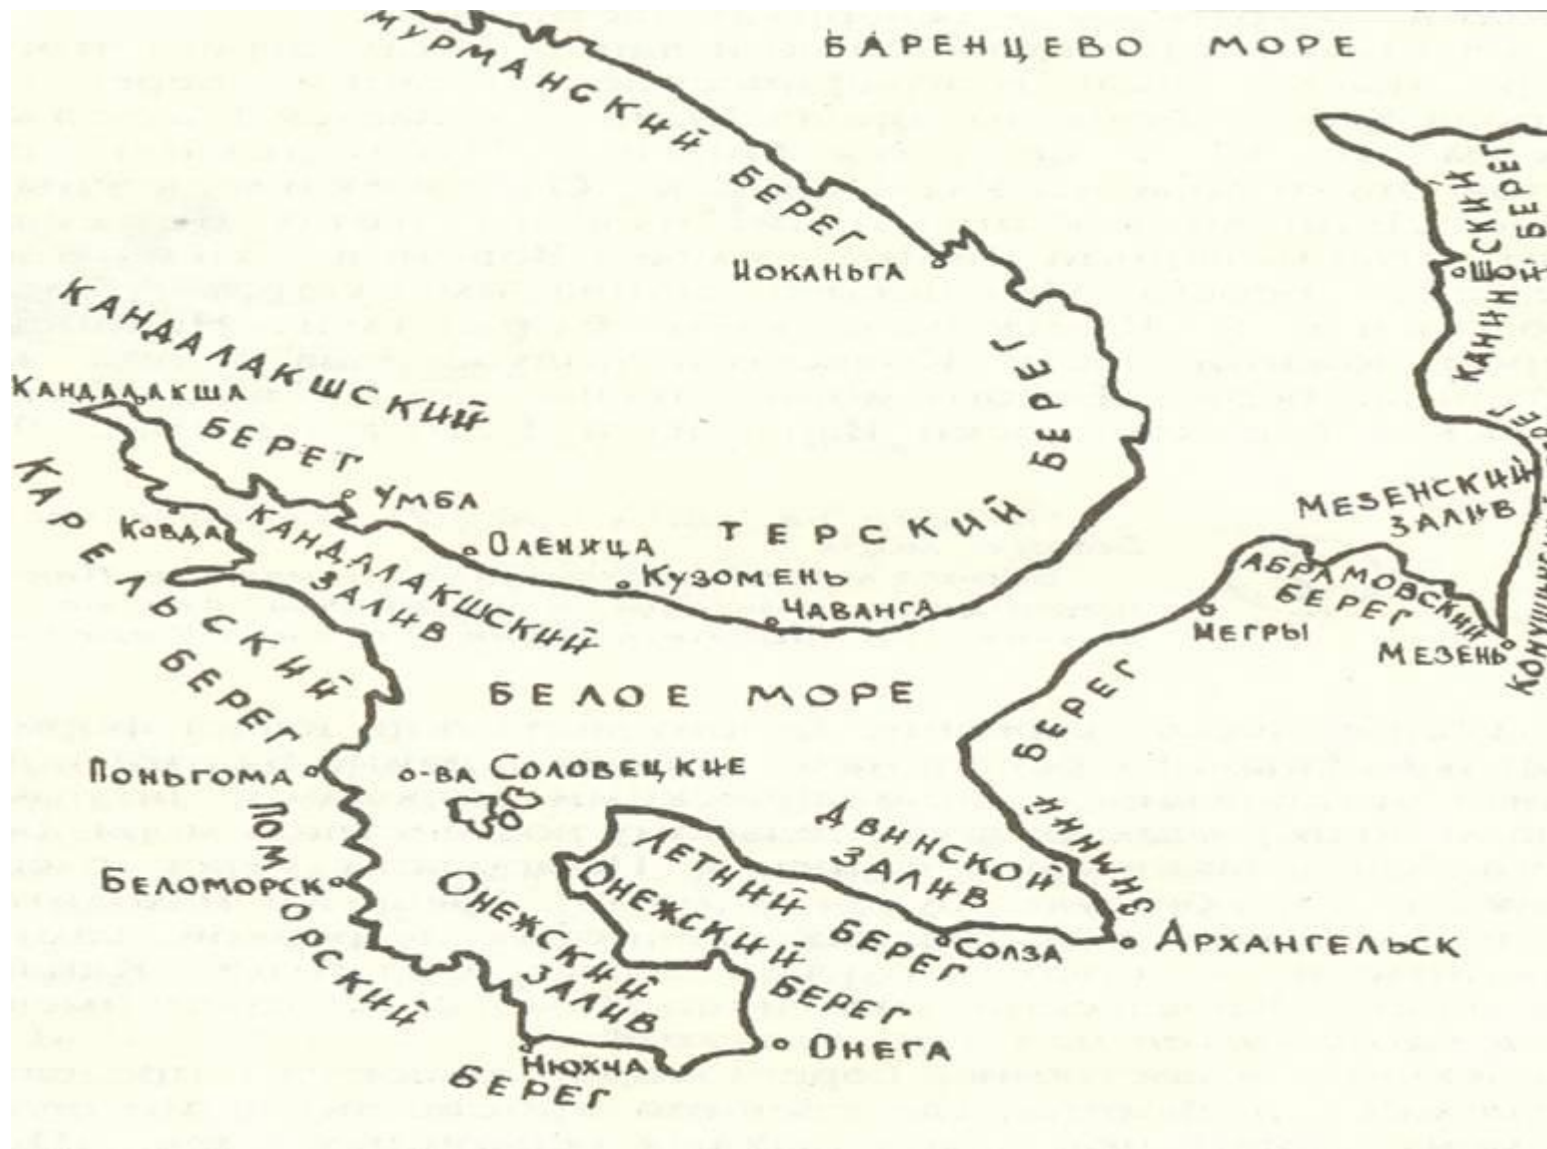 БАРЕНЦЕВО МОРЕ
МУРМАНСКИЙ БЕРЕГ
ИОКАНЬГА
КАНИНСКИЙ БЕРЕГ
КАНДАЛАКШСКИЙ
БЕРЕГ
КАНДАЛАКША
УМБА
КОВДА
ОЛЕНИЦА
ТЕРСКИЙ БЕРЕГ
КУЗОМЕНЬ
ЧАВАНГА
КАНДАЛАКШСКИЙ
ЗАЛИВ
КАРЕЛЬСКИЙ
БЕРЕГ
МЕЗЕНСКИЙ
ЗАЛИВ
АБРАМОВСКИЙ
БЕРЕГ
МЕГРЫ
МЕЗЕНЬ
БЕЛОЕ МОРЕ
ПОНЬГОМА
О-ВА СОЛОВЕЦКИЕ
ЗИМНИЙ БЕРЕГ
ДВИНСКОЙ
ЗАЛИВ
ЛЕТНИЙ БЕРЕГ
БЕЛОМОРСК
ПОМОРСКИЙ
БЕРЕГ
ОНЕЖСКИЙ
ЗАЛИВ
ОНЕЖСКИЙ
БЕРЕГ
СОЛЗА
АРХАНГЕЛЬСК
НЮХЧА
ОНЕГА